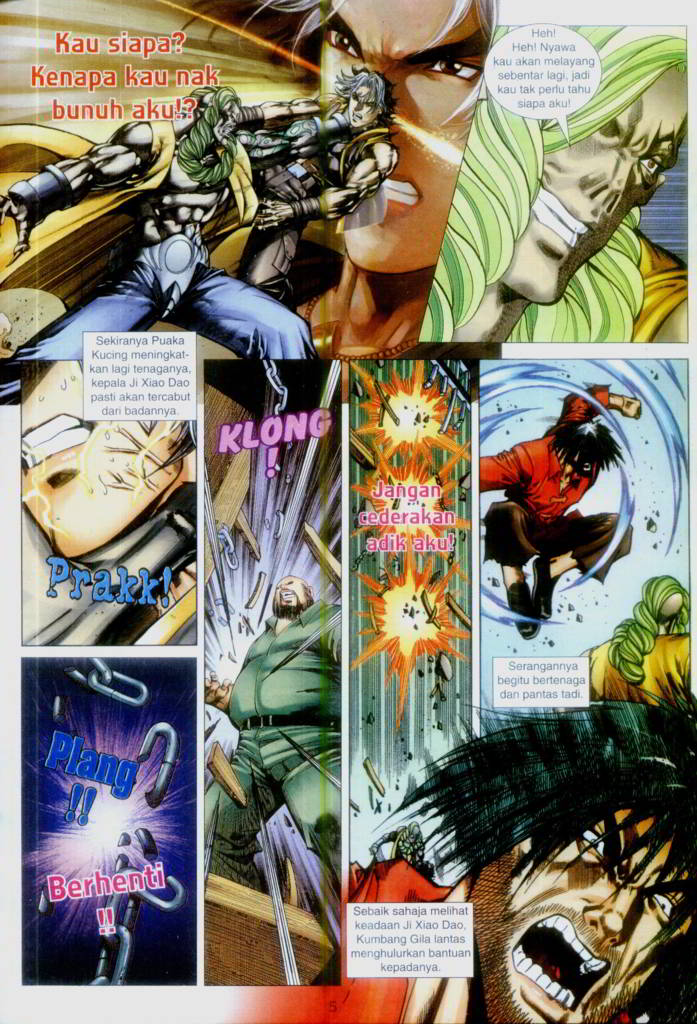 Kau siapa?
Kenapa kau nak
bunuh aku!?
Heh!
Heh! Nyawa
kau akan melayang
sebentar lagi, jadi
kau tak perlu tahu
siapa aku!
Sekiranya Puaka
Kucing meningkat-
kan lagi tenaganya,
kepala Ji Xiao Dao
pasti akan tercabut
dari badannya.
Prakk!
Plang
!!
Berhenti
!!
KLONG
!
Jangan
cederakan
adik aku!
Serangannya
begitu bertenaga
dan pantas tadi.
Sebaik sahaja melihat
keadaan Ji Xiao Dao,
Kumbang Gila lantas
menghulurkan bantuan
kepadanya.
5